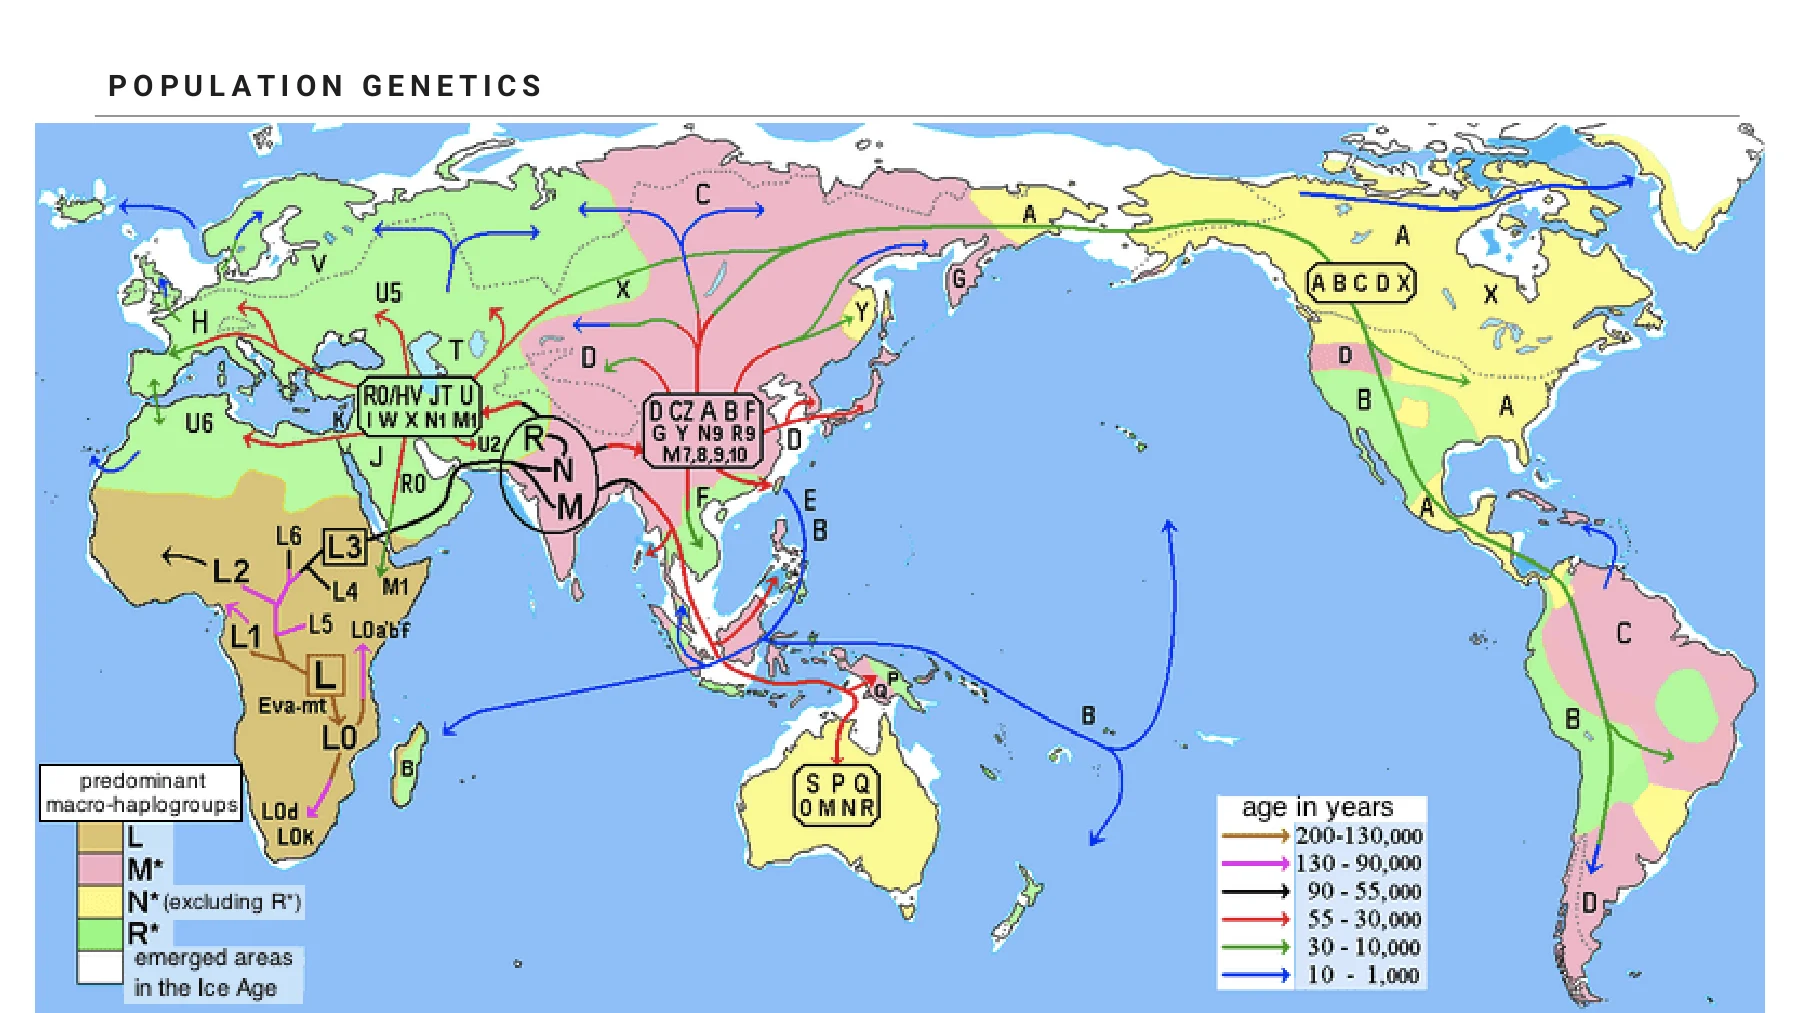 POPULATION GENETICS
C
A
A
V
G
U5
X
A B C D X
X
H
Y
T
D
D
R0/HV JT U
I W X N1 M1
D CZ A B F
G Y N9 R9
M7,8,9,10
B
A
U6
K
U2
R
D
J
N
R0
M
F
E
A
B
L6
L3
L2
L4
M1
L1
L5
L0abf
C
L
P
Q
Eva-mt
B
B
L0
B
S P Q
O M N R
L0d
L0k
D
predominant
macro-haplogroups
L
M*
N* (excluding R*)
R*
emerged areas
in the Ice Age
age in years
200-130,000
130 - 90,000
90 - 55,000
55 - 30,000
30 - 10,000
10 - 1,000